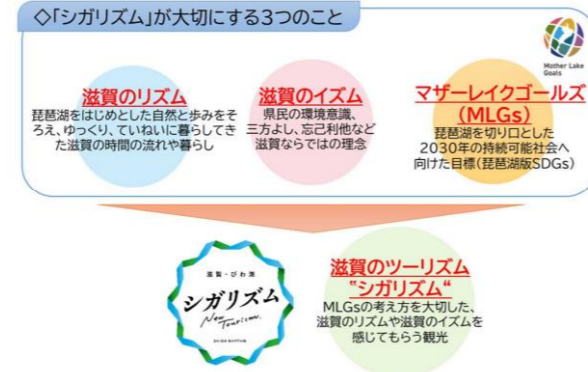 ◇「シガリズム」が大切にする3つのこと
Mother Lake
Goals
滋賀のリズム
琵琶湖をはじめとした自然と歩みをそ
ろえ、ゆっくり、ていねいに暮らしてき
た滋賀の時間の流れや暮らし
滋賀のイズム
県民の環境意識、
三方よし、忘己利他など
滋賀ならではの理念
マザーレイクゴールズ
(MLGs)
琵琶湖を切り口とした
2030年の持続可能社会へ
向けた目標(琵琶湖版SDGs)
滋賀・びわ湖
シガリズム
New
Tourism.
滋賀のツーリズム
"シガリズム"
MLGsの考え方を大切した、
滋賀のリズムや滋賀のイズムを
感じてもらう観光